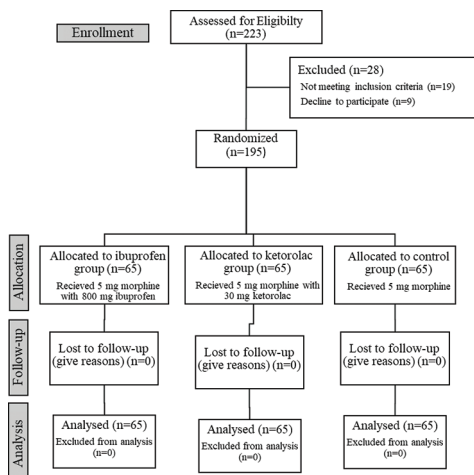 Enrollment
Assessed for Eligibilty
(n=223)
Excluded (n=28)
Not meeting inclusion criteria (n=19)
Decline to participate (n=9)
Randomized
(n=195)
Allocation
Allocated to ibuprofen
group (n=65)
Recieved 5 mg morphine
with 800 mg ibuprofen
Allocated to ketorolac
group (n=65)
Recieved 5 mg morphine with
30 mg ketorolac
Allocated to control
group (n=65)
Recieved 5 mg morphine
Follow-up
Lost to follow-up
(give reasons) (n=0)
Lost to follow-up
(give reasons) (n=0)
Lost to follow-up
(give reasons) (n=0)
Analysis
Analysed (n=65)
Excluded from analysis
(n=0)
Analysed (n=65)
Excluded from analysis
(n=0)
Analysed (n=65)
Excluded from analysis
(n=0)